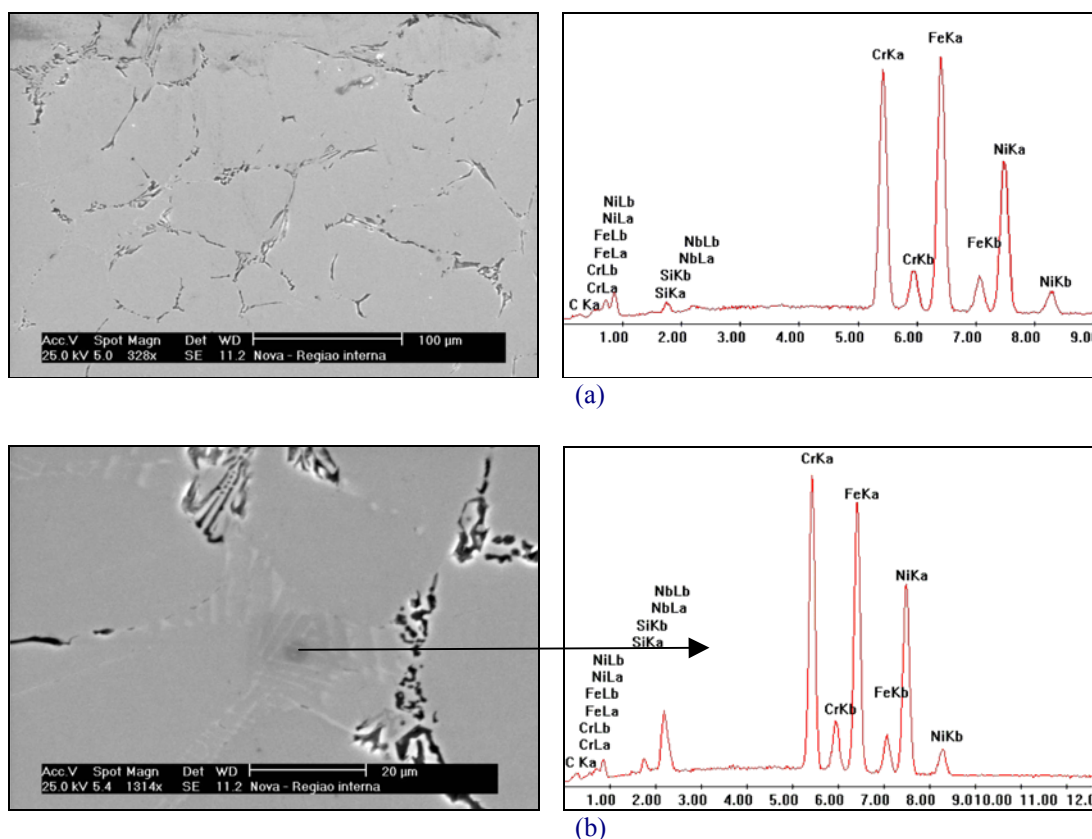 Acc.V Spot Magn Det WD 100 µm
25.0 kV 5.0 328x SE 11.2 Nova - Regiao interna
FeKa
CrKa
NiKa
NiLb
NiLa
FeLb
FeLa
CrLb
CrLa
C Ka
NbLb
NbLa
SiKb
SiKa
CrKb
FeKb
NiKb
1.00 2.00 3.00 4.00 5.00 6.00 7.00 8.00 9.00
(a)
Acc.V Spot Magn Det WD 20 µm
25.0 kV 5.4 1314x SE 11.2 Nova - Regiao interna
CrKa
FeKa
NiKa
NbLb
NbLa
SiKb
SiKa
NiLb
NiLa
FeLb
FeLa
CrLb
CrLa
C Ka
CrKb
FeKb
NiKb
1.00 2.00 3.00 4.00 5.00 6.00 7.00 8.00 9.0010.00 11.00 12.0
(b)